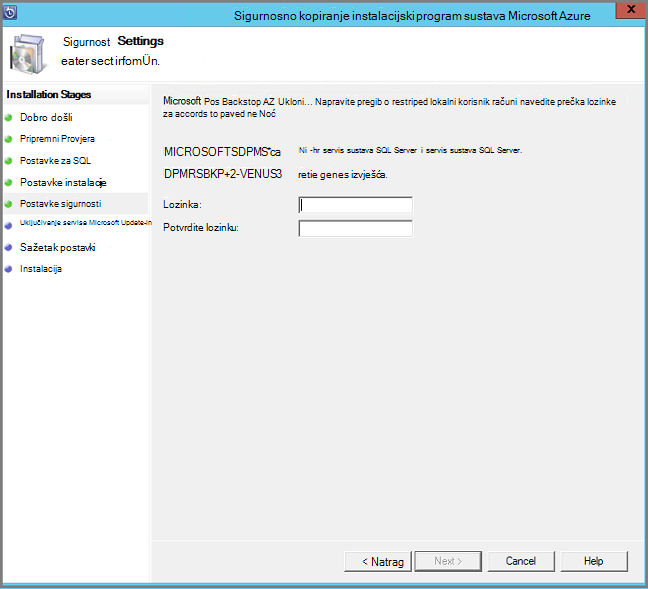 Sigurnosno kopiranje instalacijski program sustava Microsoft Azure
x
Sigurnost Settings
eater sect irfomÜn.
Installation Stages
Dobro došli
Pripremni Provjera
Postavke za SQL
Postavke instalacije
Postavke sigurnosti
Uključivanje servisa Microsoft Update-in
Sažetak postavki
Instalacija
Microsoft Pos Backstop AZ Ukloni... Napravite pregib o restriped lokalni korisnik računi navedite prečka lozinke
za accords to paved ne Noć
MICROSOFTSDPMS*ca Ni -hr servis sustava SQL Server i servis sustava SQL Server.
DPMRSBKP+2-VENUS3 retie genes izvješća.
Lozinka:
Potvrdite lozinku:
< Natrag Next > Cancel Help